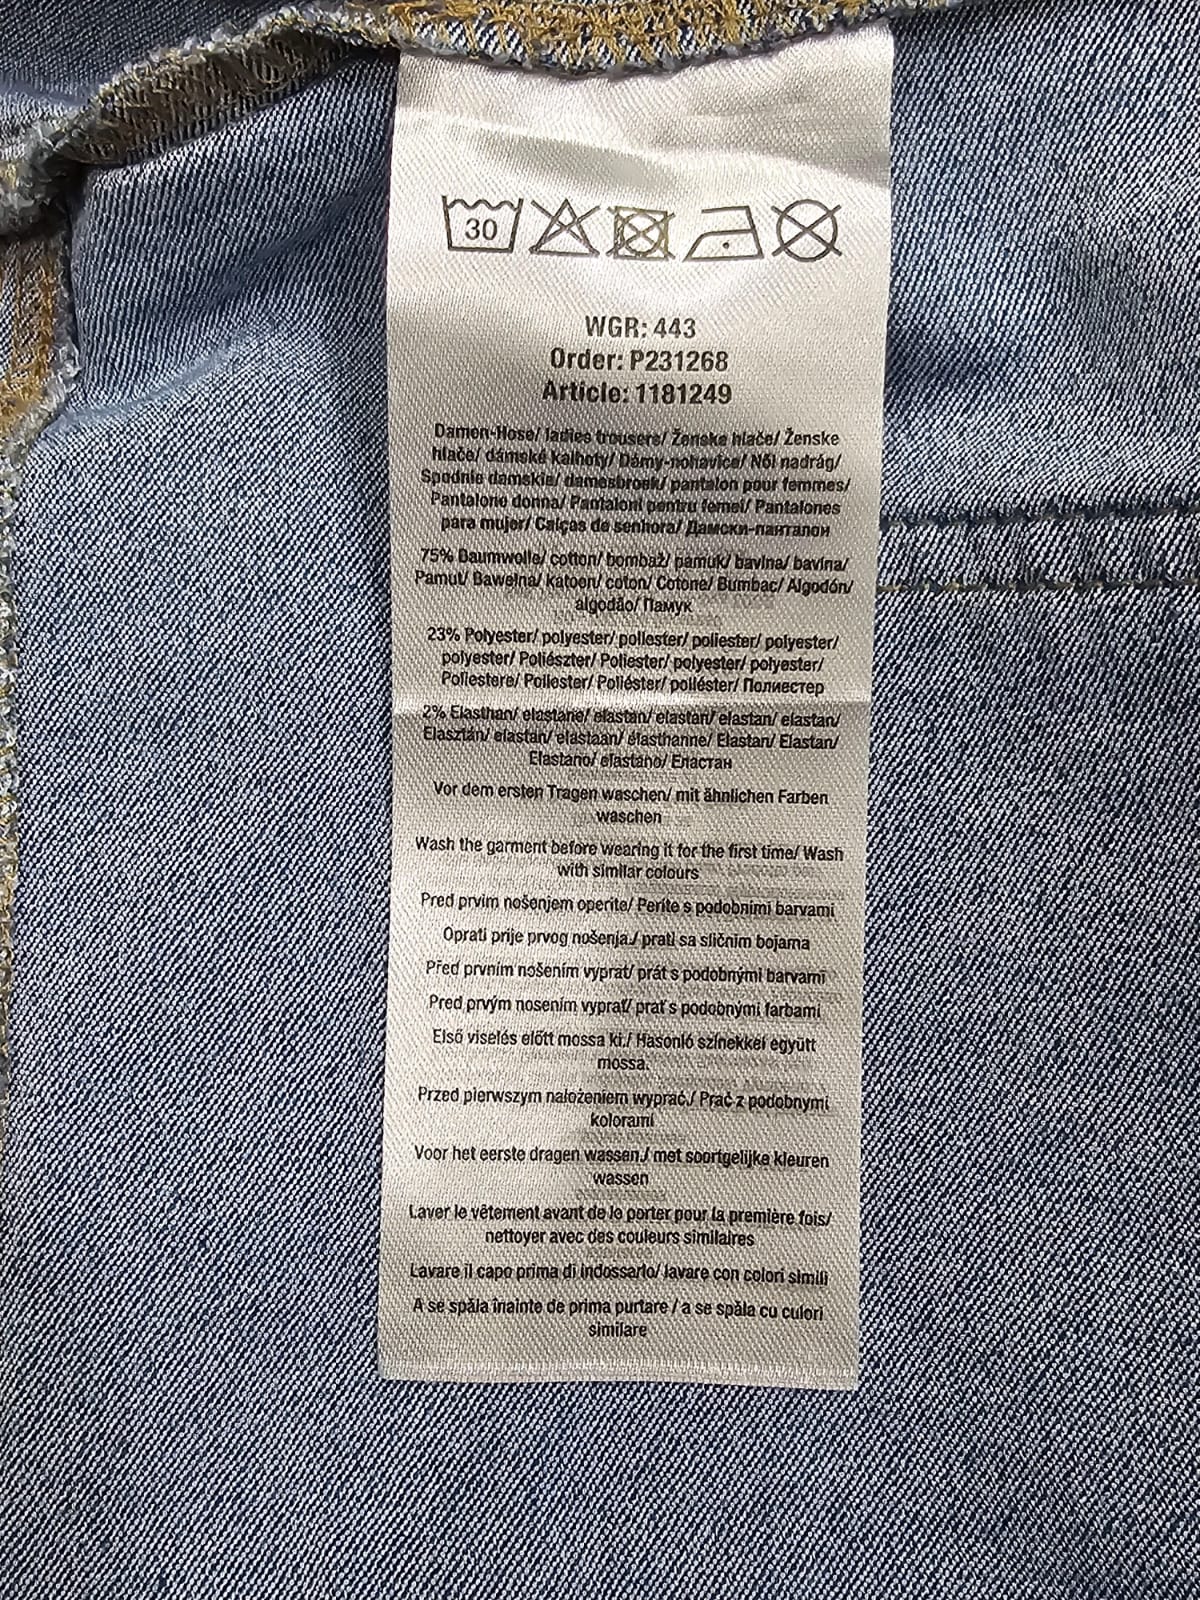 30
WGR: 443
Order: P231268
Article: 1181249
Damen-Hose/ ladies trousers/ Ženske hlače/ Ženske
hlače/ dámské kalhoty/ Dámy-nohavice/ Női nadrág/
Spodnie damskie/ damesbroek/ pantalon pour femmes/
Pantalone donna/ Pantaloni pentru femei/ Pantalones
para mujer/ Calças de senhora/ Дамски-панталон
75% Baumwolle/ cotton/ bombaž/ pamuk/ bavlna/ bavlna/
Pamut/ Bawełna/ katoen/ coton/ Cotone/ Bumbac/ Algodón/
algodão/ Памук
23% Polyester/ polyester/ poliester/ poliester/ polyester/
polyester/ Poliészter/ Poliester/ polyester/ polyester/
Poliestere/ Poliester/ Poliéster/ poliéster/ Полиестер
2% Elasthan/ elastane/ elastan/ elastan/ elastan/ elastan/
Elasztán/ elastan/ elastaan/ élasthanne/ Elastan/ Elastan/
Elastano/ elastano/ Еластан
Vor dem ersten Tragen waschen/ mit ähnlichen Farben
waschen
Wash the garment before wearing it for the first time/ Wash
with similar colours
Pred prvim nošenjem operite/ Perite s podobnimi barvami
Oprati prije prvog nošenja./ prati sa sličnim bojama
Před prvním nošením vyprat/ prát s podobnými barvami
Pred prvým nosením vyprať/ prať s podobnými farbami
Első viselés előtt mossa ki./ Hasonló színekkel együtt
mossa.
Przed pierwszym nałożeniem wyprać./ Prać z podobnymi
kolorami
Voor het eerste dragen wassen./ met soortgelijke kleuren
wassen
Laver le vêtement avant de le porter pour la première fois/
nettoyer avec des couleurs similaires
Lavare il capo prima di indossarlo/ lavare con colori simili
A se spăla înainte de prima purtare / a se spăla cu culori
similare